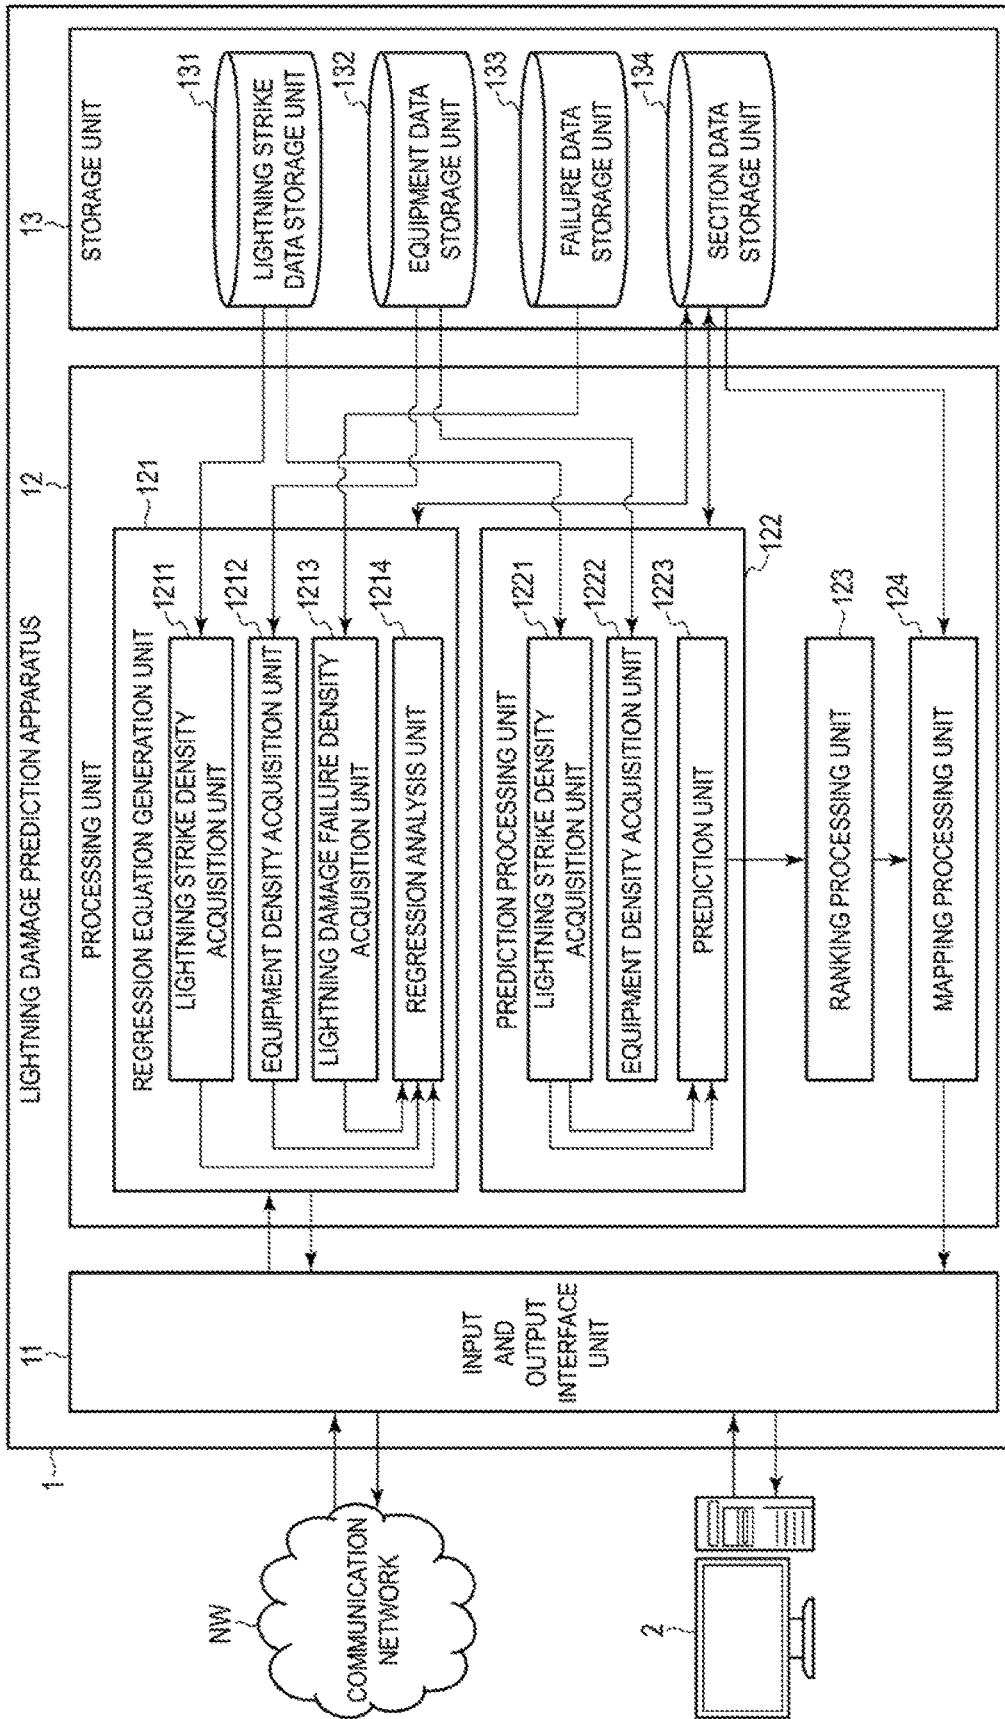 LIGHTNING DAMAGE PREDICTION APPARATUS
1
NW
COMMUNICATION
NETWORK
2
11
INPUT
AND
OUTPUT
INTERFACE
UNIT
12
PROCESSING UNIT
121
REGRESSION EQUATION GENERATION UNIT
1211
LIGHTNING STRIKE DENSITY
ACQUISITION UNIT
1212
EQUIPMENT DENSITY ACQUISITION UNIT
1213
LIGHTNING DAMAGE FAILURE DENSITY
ACQUISITION UNIT
1214
REGRESSION ANALYSIS UNIT
122
PREDICTION PROCESSING UNIT
1221
LIGHTNING STRIKE DENSITY
ACQUISITION UNIT
1222
EQUIPMENT DENSITY ACQUISITION UNIT
1223
PREDICTION UNIT
123
RANKING PROCESSING UNIT
124
MAPPING PROCESSING UNIT
13
STORAGE UNIT
131
LIGHTNING STRIKE
DATA STORAGE UNIT
132
EQUIPMENT DATA
STORAGE UNIT
133
FAILURE DATA
STORAGE UNIT
134
SECTION DATA
STORAGE UNIT